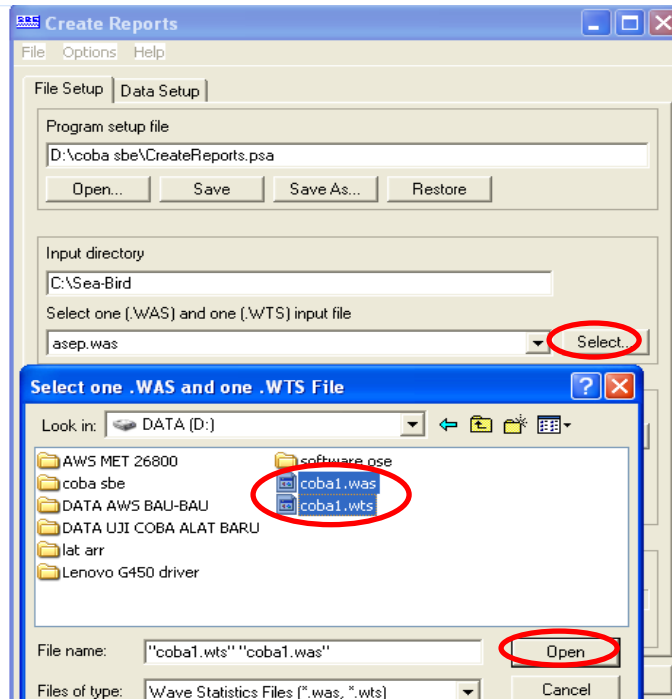 Create Reports
File Options Help
File Setup Data Setup
Program setup file
D:\coba sbe\CreateReports.psa
Open... Save Save As... Restore
Input directory
C:\Sea-Bird
Select one (.WAS) and one (.WTS) input file
asep.was Select...
Select one .WAS and one .WTS File
Look in: DATA (D:)
AWS MET 26800 software ose
coba sbe coba1.was
DATA AWS BAU-BAU coba1.wts
DATA UJI COBA ALAT BARU
lat arr
Lenovo G450 driver
File name: "coba1.wts" "coba1.was" Open
Files of type: Wave Statistics Files (*.was, *.wts) Cancel